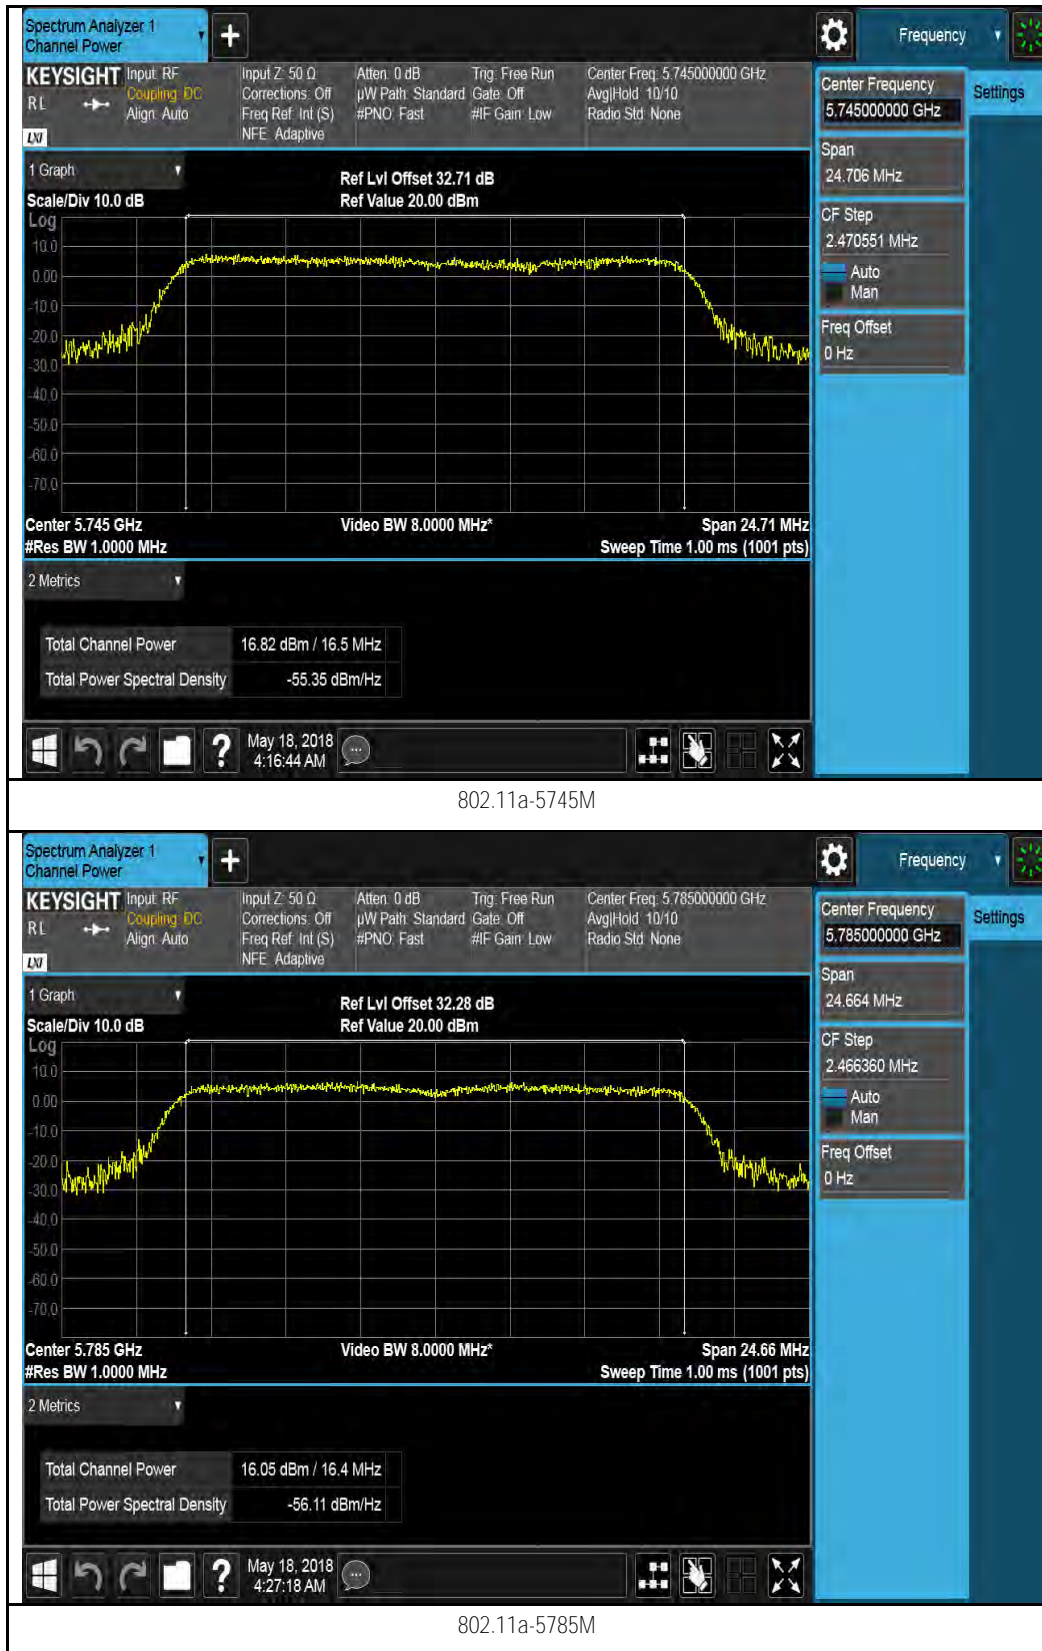 Spectrum Analyzer 1
Channel Power
+
Frequency
KEYSIGHT
RL
LXI
Input: RF
Coupling: DC
Align: Auto
Input Z: 50 Ω
Corrections: Off
Freq Ref: Int (S)
NFE: Adaptive
Atten: 0 dB
µW Path: Standard
#PNO: Fast
Trig: Free Run
Gate: Off
#IF Gain: Low
Center Freq: 5.745000000 GHz
Avg|Hold: 10/10
Radio Std: None
Center Frequency
5.745000000 GHz
Settings
Span
24.706 MHz
CF Step
2.470551 MHz
Auto
Man
Freq Offset
0 Hz
1 Graph
Scale/Div 10.0 dB
Ref Lvl Offset 32.71 dB
Ref Value 20.00 dBm
Log
10.0
0.00
-10.0
-20.0
-30.0
-40.0
-50.0
-60.0
-70.0
Center 5.745 GHz
#Res BW 1.0000 MHz
Video BW 8.0000 MHz*
Span 24.71 MHz
Sweep Time 1.00 ms (1001 pts)
2 Metrics
Total Channel Power 16.82 dBm / 16.5 MHz
Total Power Spectral Density -55.35 dBm/Hz
?
May 18, 2018
4:16:44 AM
802.11a-5745M
Spectrum Analyzer 1
Channel Power
+
Frequency
KEYSIGHT
RL
LXI
Input: RF
Coupling: DC
Align: Auto
Input Z: 50 Ω
Corrections: Off
Freq Ref: Int (S)
NFE: Adaptive
Atten: 0 dB
µW Path: Standard
#PNO: Fast
Trig: Free Run
Gate: Off
#IF Gain: Low
Center Freq: 5.785000000 GHz
Avg|Hold: 10/10
Radio Std: None
Center Frequency
5.785000000 GHz
Settings
Span
24.664 MHz
CF Step
2.466360 MHz
Auto
Man
Freq Offset
0 Hz
1 Graph
Scale/Div 10.0 dB
Ref Lvl Offset 32.28 dB
Ref Value 20.00 dBm
Log
10.0
0.00
-10.0
-20.0
-30.0
-40.0
-50.0
-60.0
-70.0
Center 5.785 GHz
#Res BW 1.0000 MHz
Video BW 8.0000 MHz*
Span 24.66 MHz
Sweep Time 1.00 ms (1001 pts)
2 Metrics
Total Channel Power 16.05 dBm / 16.4 MHz
Total Power Spectral Density -56.11 dBm/Hz
?
May 18, 2018
4:27:18 AM
802.11a-5785M